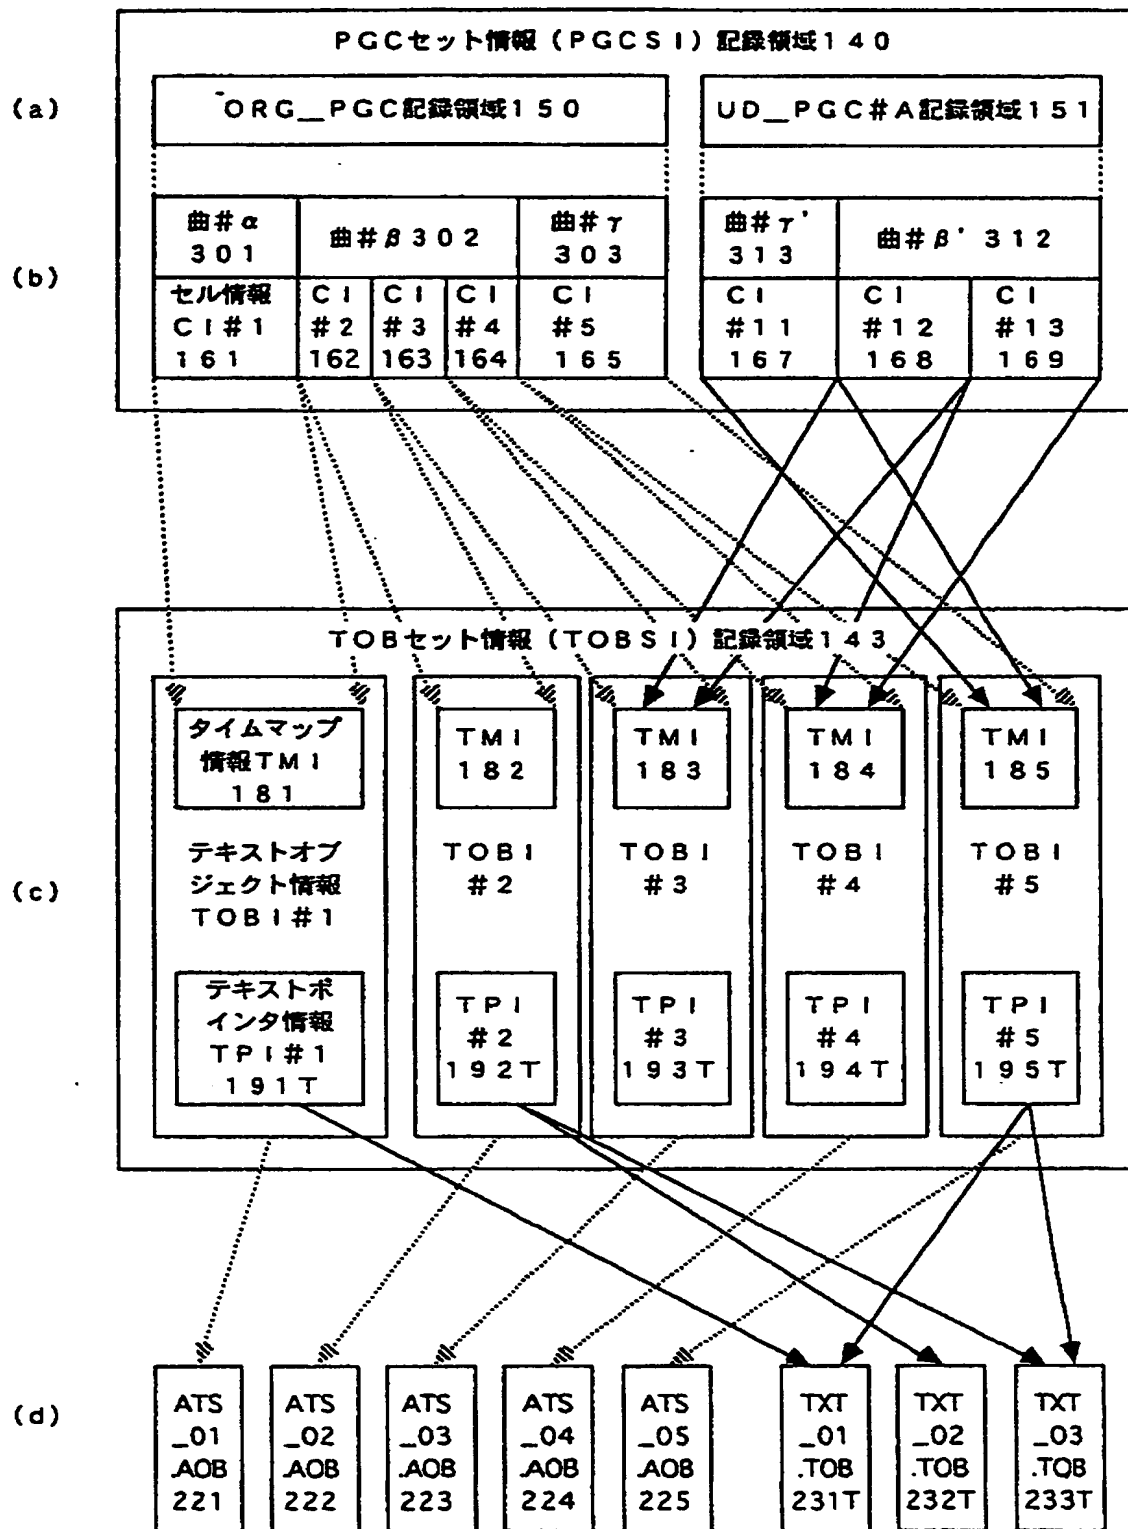 PGCセット情報(PGCSI)記録領域140
(a)
ORG__PGC記録領域150
UD__PGC#A記録領域151
(b)
曲#α
301
曲#β302
曲#γ
303
曲#γ'
313
曲#β'312
セル情報
CI#1
161
CI
#2
162
CI
#3
163
CI
#4
164
CI
#5
165
CI
#11
167
CI
#12
168
CI
#13
169
TOBセット情報(TOBSI)記録領域143
(c)
タイムマップ
情報TMI
181
TMI
182
TMI
183
TMI
184
TMI
185
テキストオブ
ジェクト情報
TOBI#1
TOBI
#2
TOBI
#3
TOBI
#4
TOBI
#5
テキストポ
インタ情報
TPI#1
191T
TPI
#2
192T
TPI
#3
193T
TPI
#4
194T
TPI
#5
195T
(d)
ATS
_01
.AOB
221
ATS
_02
.AOB
222
ATS
_03
.AOB
223
ATS
_04
.AOB
224
ATS
_05
.AOB
225
TXT
_01
.TOB
231T
TXT
_02
.TOB
232T
TXT
_03
.TOB
233T